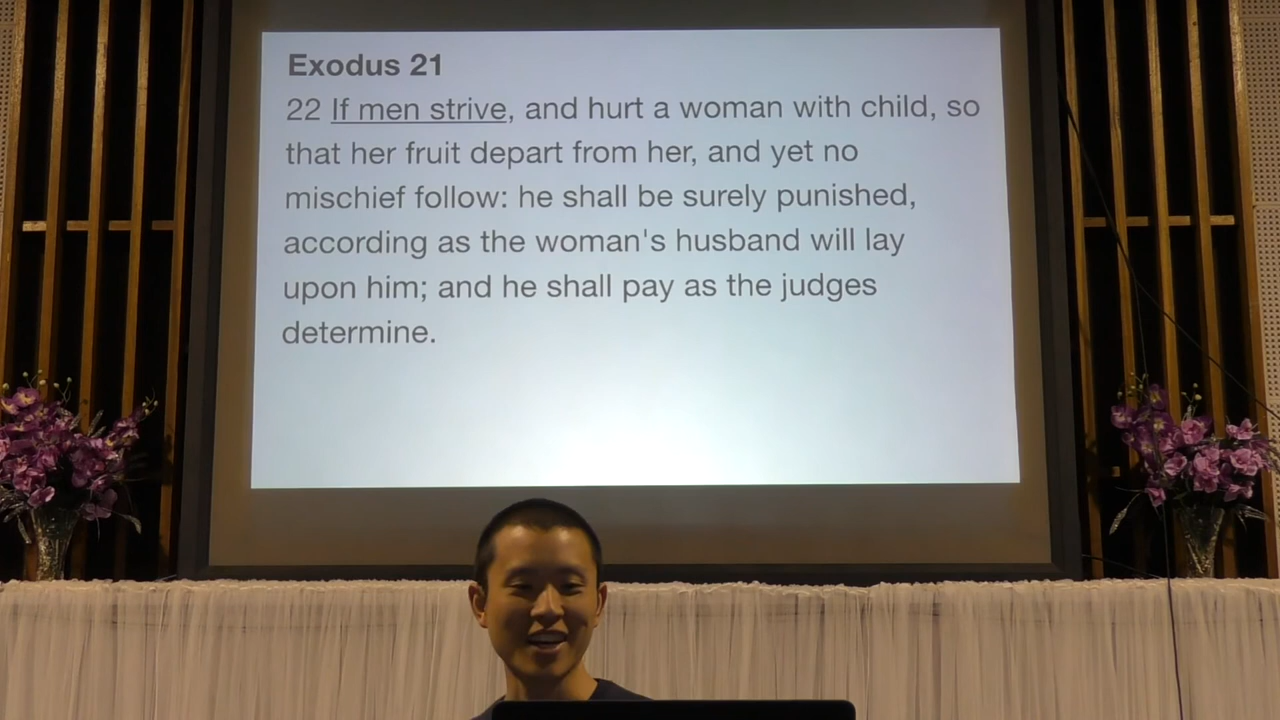 Exodus 21
22 If men strive, and hurt a woman with child, so
that her fruit depart from her, and yet no
mischief follow: he shall be surely punished,
according as the woman's husband will lay
upon him; and he shall pay as the judges
determine.